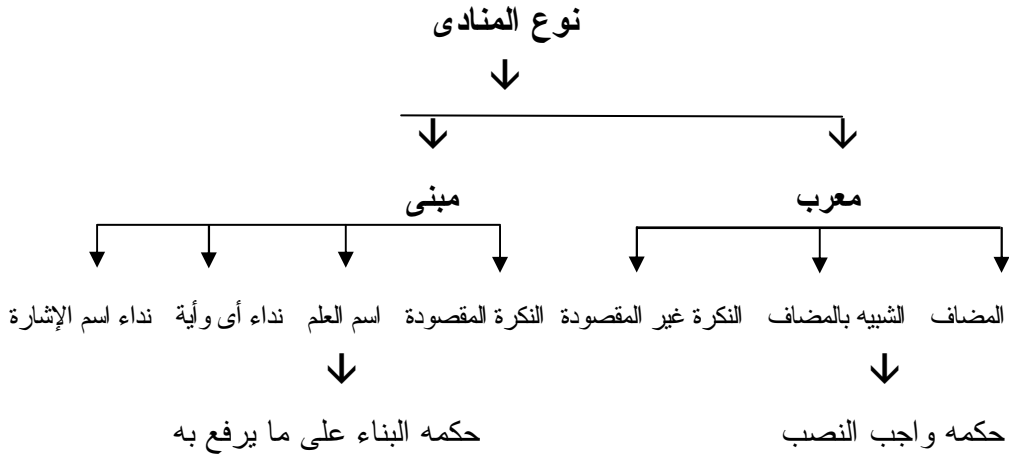 نوع المنادى
معرب مبنى
المضاف الشبيه بالمضاف النكرة غير المقصودة النكرة المقصودة اسم العلم نداء أى وأية نداء اسم الإشارة
حكمه واجب النصب حكمه البناء على ما يرفع به